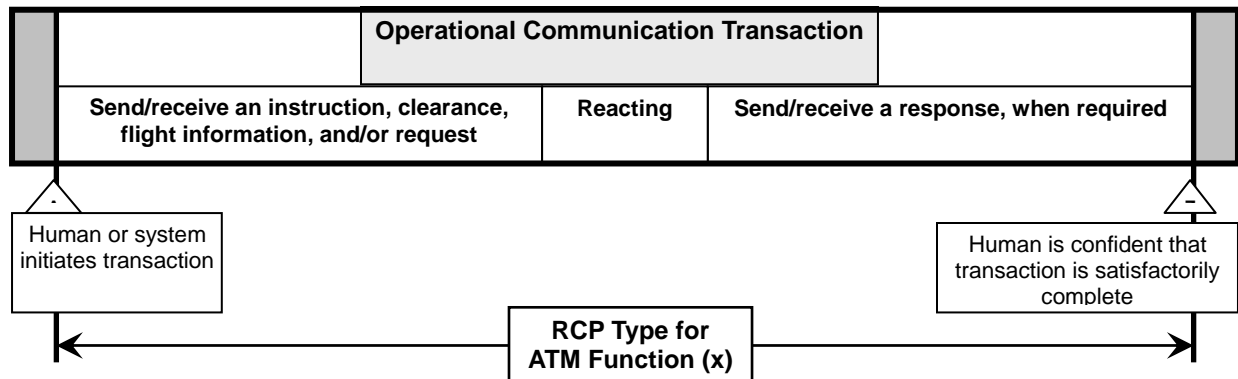 Operational Communication Transaction
Send/receive an instruction, clearance,
flight information, and/or request
Reacting
Send/receive a response, when required
Human or system
initiates transaction
Human is confident that
transaction is satisfactorily
complete
RCP Type for
ATM Function (x)